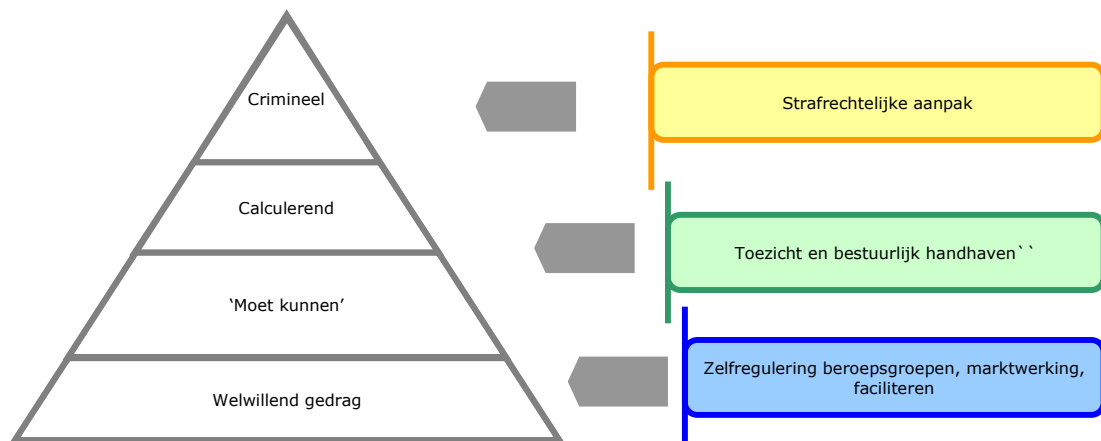 Crimineel
Strafrechtelijke aanpak
Calculerend
Toezicht en bestuurlijk handhaven``
‘Moet kunnen’
Zelfregulering beroepsgroepen, marktwerking,
faciliteren
Welwillend gedrag